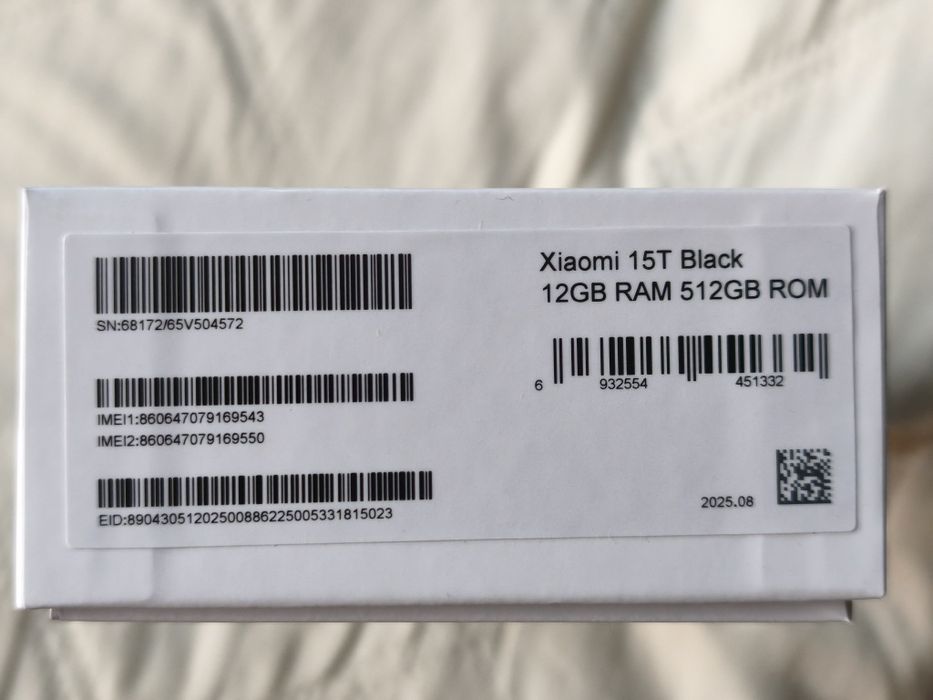 Xiaomi 15T Black
12GB RAM 512GB ROM
SN:68172/65V504572
6 932554 451332
IMEI1:860647079169543
IMEI2:860647079169550
EID:89043051202500886225005331815023
2025.08